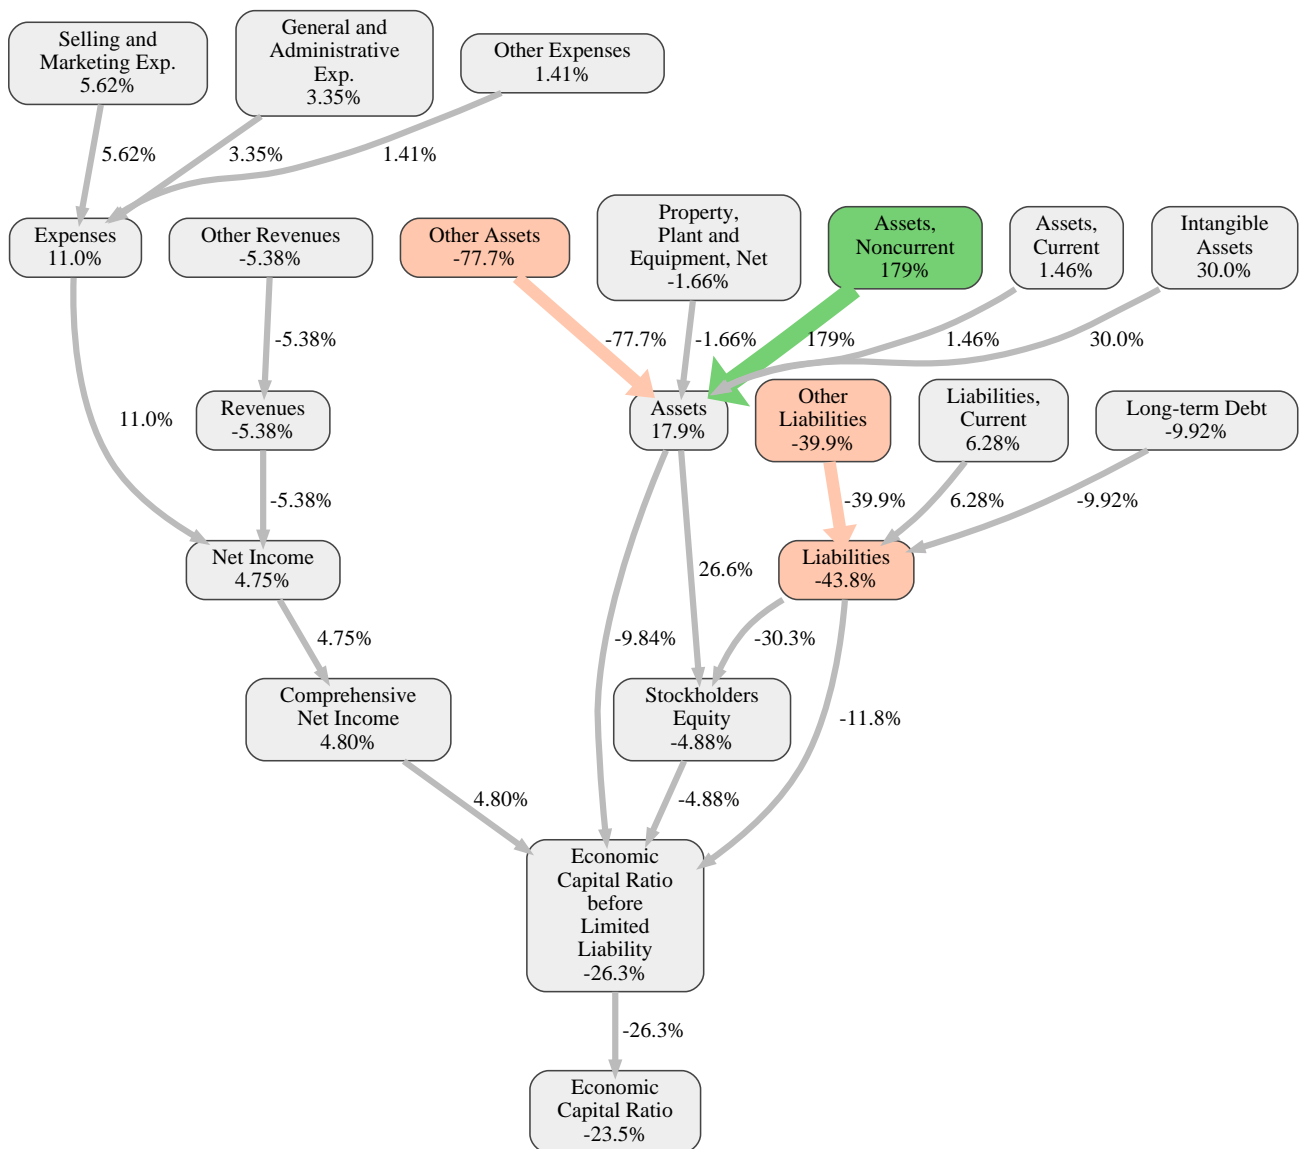 Selling and
Marketing Exp.
5.62%
General and
Administrative
Exp.
3.35%
Other Expenses
1.41%
5.62%
3.35%
1.41%
Expenses
11.0%
Other Revenues
-5.38%
Other Assets
-77.7%
Property,
Plant and
Equipment, Net
-1.66%
Assets,
Noncurrent
179%
Assets,
Current
1.46%
Intangible
Assets
30.0%
-5.38%
-77.7%
-1.66%
179%
1.46%
30.0%
11.0%
Revenues
-5.38%
Assets
17.9%
Other
Liabilities
-39.9%
Liabilities,
Current
6.28%
Long-term Debt
-9.92%
-5.38%
-39.9%
6.28%
-9.92%
Net Income
4.75%
26.6%
Liabilities
-43.8%
4.75%
-9.84%
-30.3%
Comprehensive
Net Income
4.80%
Stockholders
Equity
-4.88%
-11.8%
4.80%
-4.88%
Economic
Capital Ratio
before
Limited
Liability
-26.3%
-26.3%
Economic
Capital Ratio
-23.5%